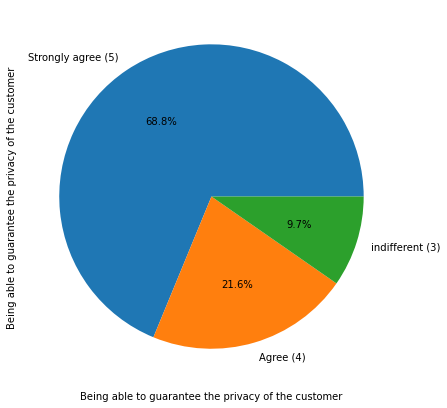 Strongly agree (5)
68.8%
9.7%
indifferent (3)
21.6%
Agree (4)
Being able to guarantee the privacy of the customer
Being able to guarantee the privacy of the customer